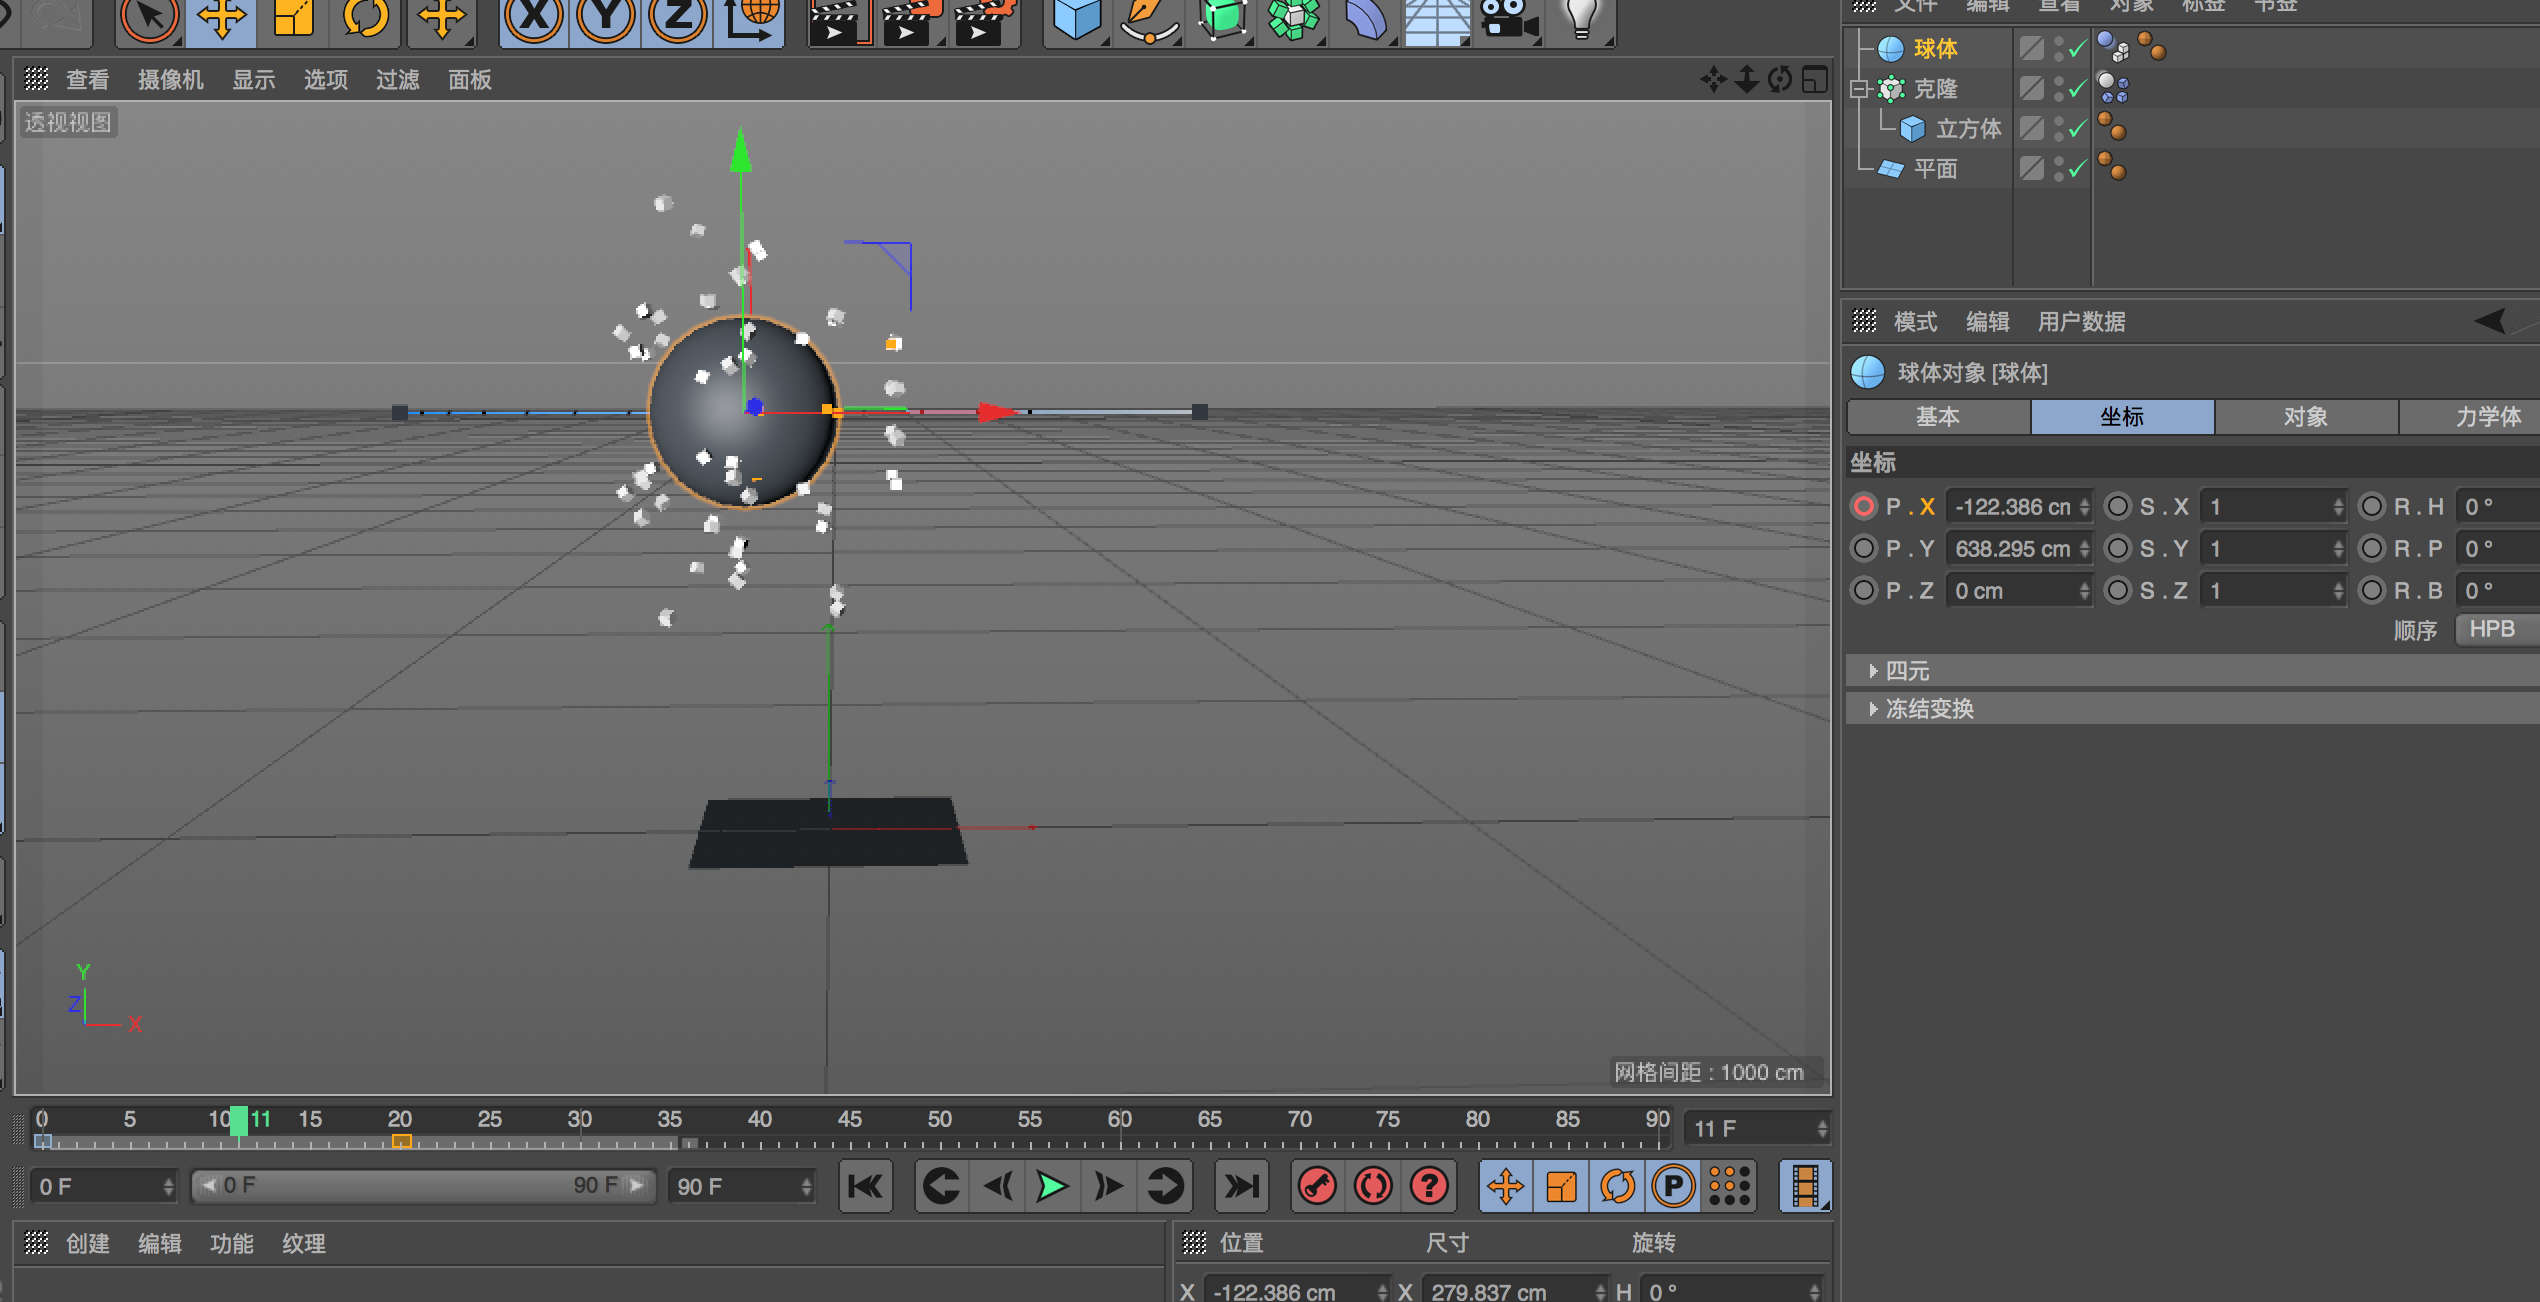 X Y Z
文件 编辑 查看 对象 标签 书签
查看 摄像机 显示 选项 过滤 面板
透视视图
球体
克隆
立方体
平面
模式 编辑 用户数据
球体对象 [球体]
基本 坐标 对象 力学体
坐标
P . X -122.386 cm S . X 1 R . H 0 °
P . Y 638.295 cm S . Y 1 R . P 0 °
P . Z 0 cm S . Z 1 R . B 0 °
顺序 HPB
四元
冻结变换
Y
Z
X
网格间距 : 1000 cm
0 5 10 11 15 20 25 30 35 40 45 50 55 60 65 70 75 80 85 90 11 F
0 F 0 F 90 F 90 F ? P
创建 编辑 功能 纹理
位置 尺寸 旋转
X -122.386 cm X 279.837 cm H 0 °